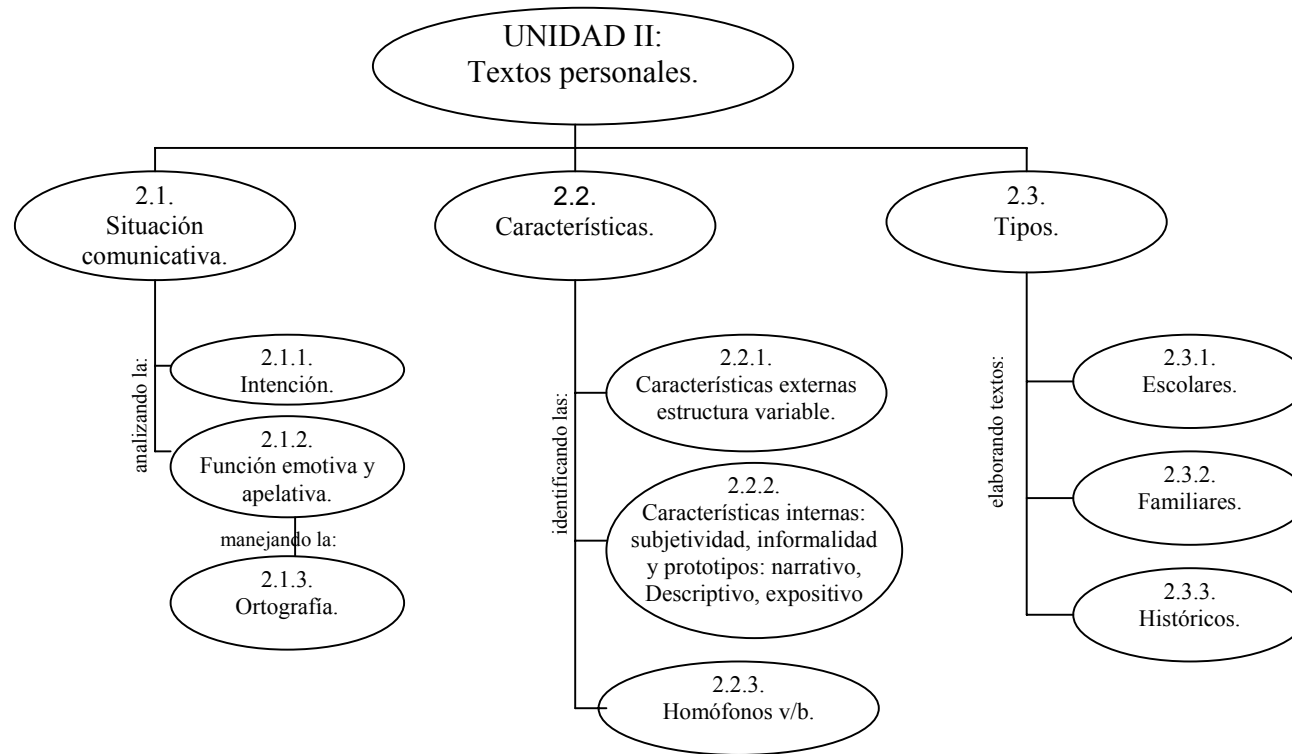 UNIDAD II:
Textos personales.
2.1.
Situación
comunicativa.
analizando la:
2.1.1.
Intención.
2.1.2.
Función emotiva y
apelativa.
manejando la:
2.1.3.
Ortografía.
2.2.
Características.
identificando las:
2.2.1.
Características externas
estructura variable.
2.2.2.
Características internas:
subjetividad, informalidad
y prototipos: narrativo,
Descriptivo, expositivo
2.2.3.
Homófonos v/b.
2.3.
Tipos.
elaborando textos:
2.3.1.
Escolares.
2.3.2.
Familiares.
2.3.3.
Históricos.